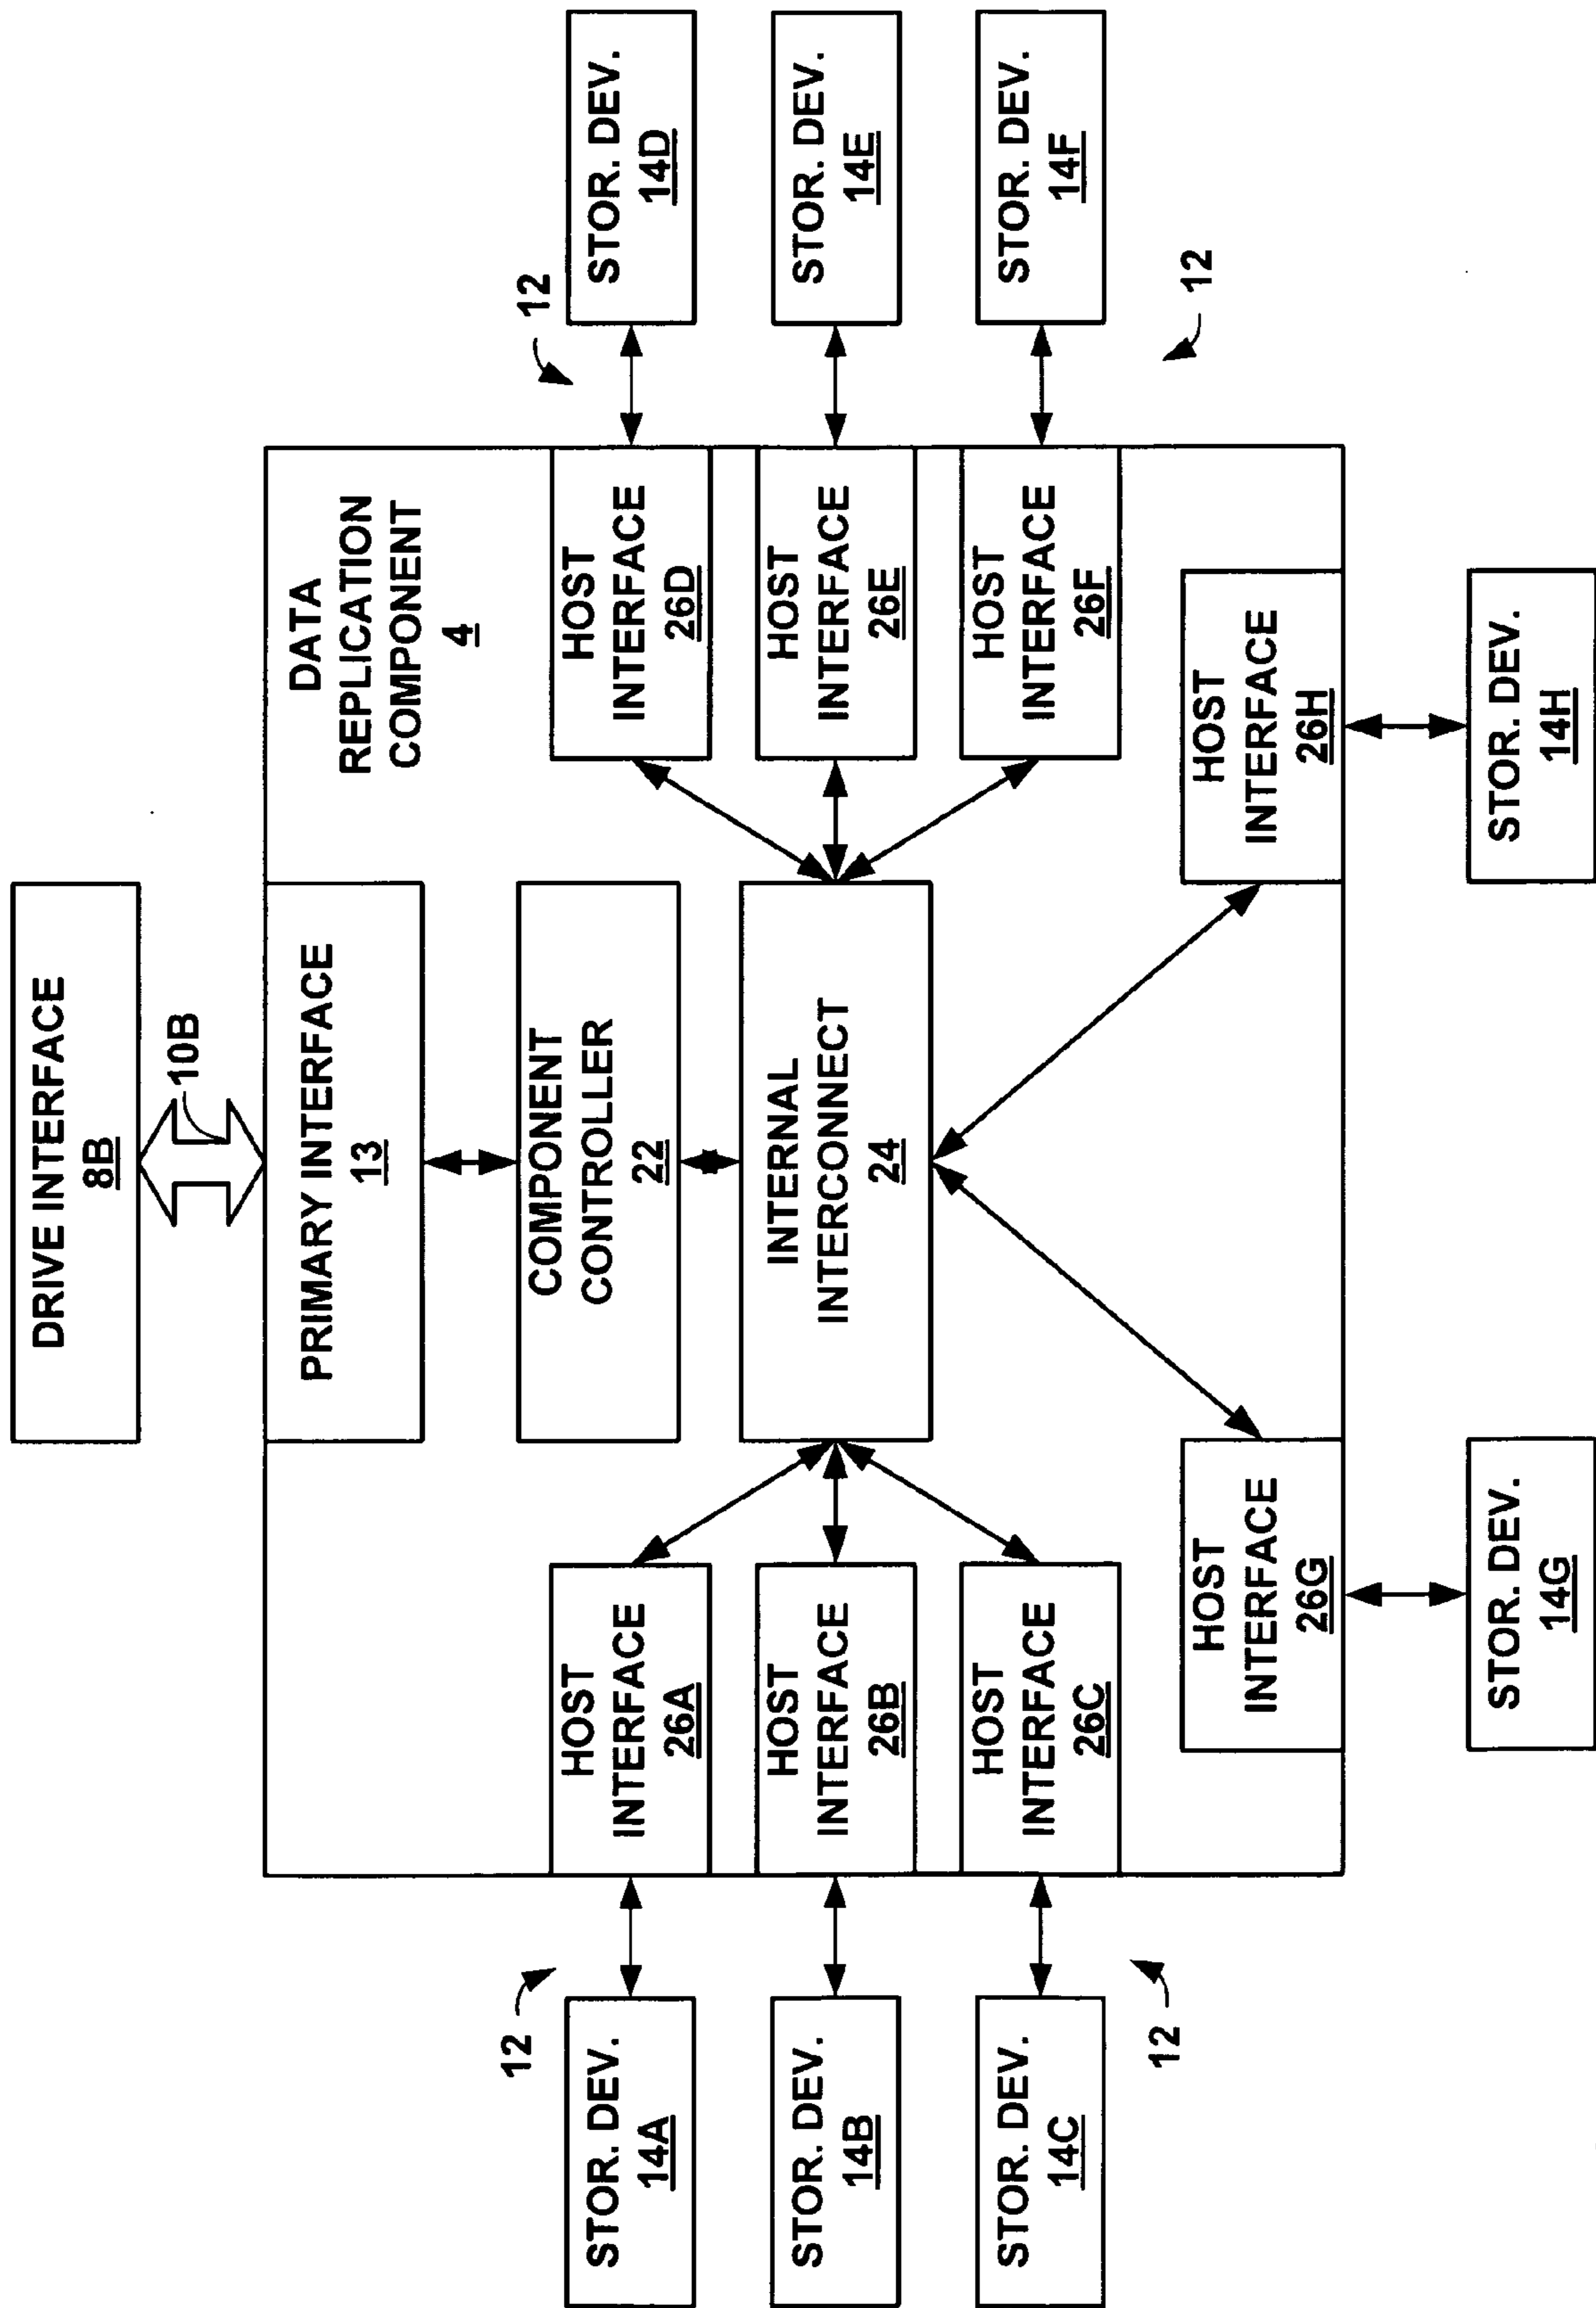 DRIVE INTERFACE
8B
10B
PRIMARY INTERFACE
13
DATA
REPLICATION
COMPONENT
4
COMPONENT
CONTROLLER
22
INTERNAL
INTERCONNECT
24
12
STOR. DEV.
14A
HOST
INTERFACE
26A
STOR. DEV.
14B
HOST
INTERFACE
26B
STOR. DEV.
14C
HOST
INTERFACE
26C
12
12
HOST
INTERFACE
26D
STOR. DEV.
14D
HOST
INTERFACE
26E
STOR. DEV.
14E
HOST
INTERFACE
26F
STOR. DEV.
14F
12
HOST
INTERFACE
26G
STOR. DEV.
14G
HOST
INTERFACE
26H
STOR. DEV.
14H